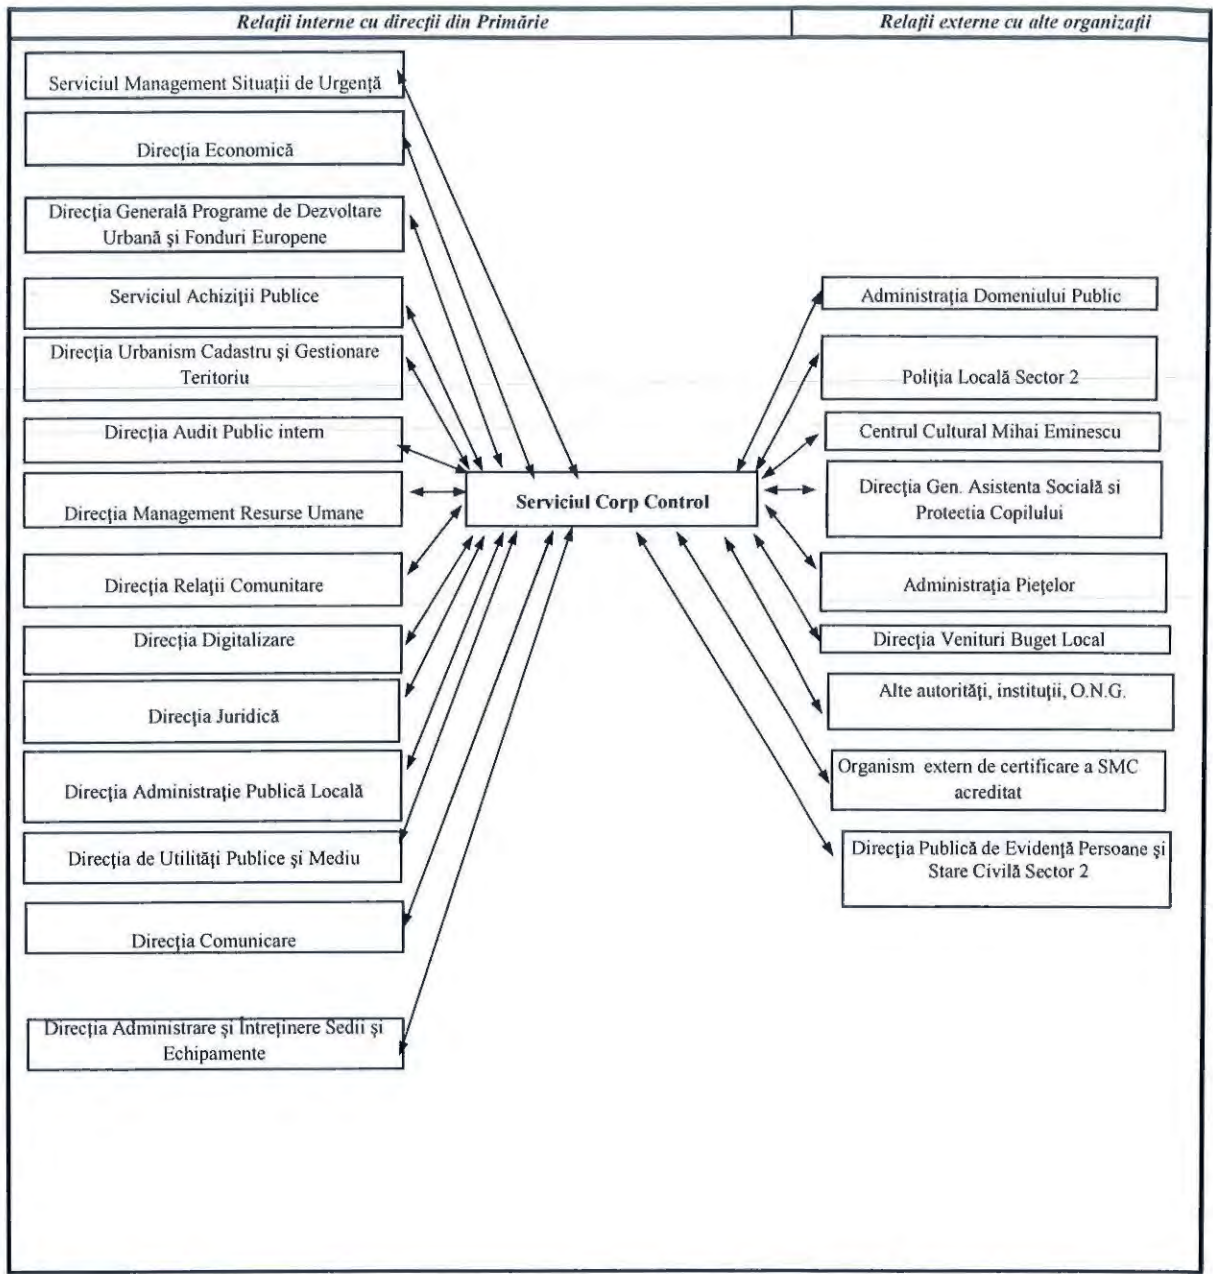 Relații interne cu direcții din Primărie
Relații externe cu alte organizații
Serviciul Management Situații de Urgență
Direcția Economică
Direcția Generală Programe de Dezvoltare
Urbană și Fonduri Europene
Serviciul Achiziții Publice
Direcția Urbanism Cadastru și Gestionare
Teritoriu
Direcția Audit Public intern
Direcția Management Resurse Umane
Direcția Relații Comunitare
Direcția Digitalizare
Direcția Juridică
Direcția Administrație Publică Locală
Direcția de Utilități Publice și Mediu
Direcția Comunicare
Direcția Administrare și Întreținere Sedii și
Echipamente
Serviciul Corp Control
Administrația Domeniului Public
Poliția Locală Sector 2
Centrul Cultural Mihai Eminescu
Direcția Gen. Asistenta Socială si
Protectia Copilului
Administrația Piețelor
Direcția Venituri Buget Local
Alte autorități, instituții, O.N.G.
Organism extern de certificare a SMC
acreditat
Direcția Publică de Evidență Persoane și
Stare Civilă Sector 2